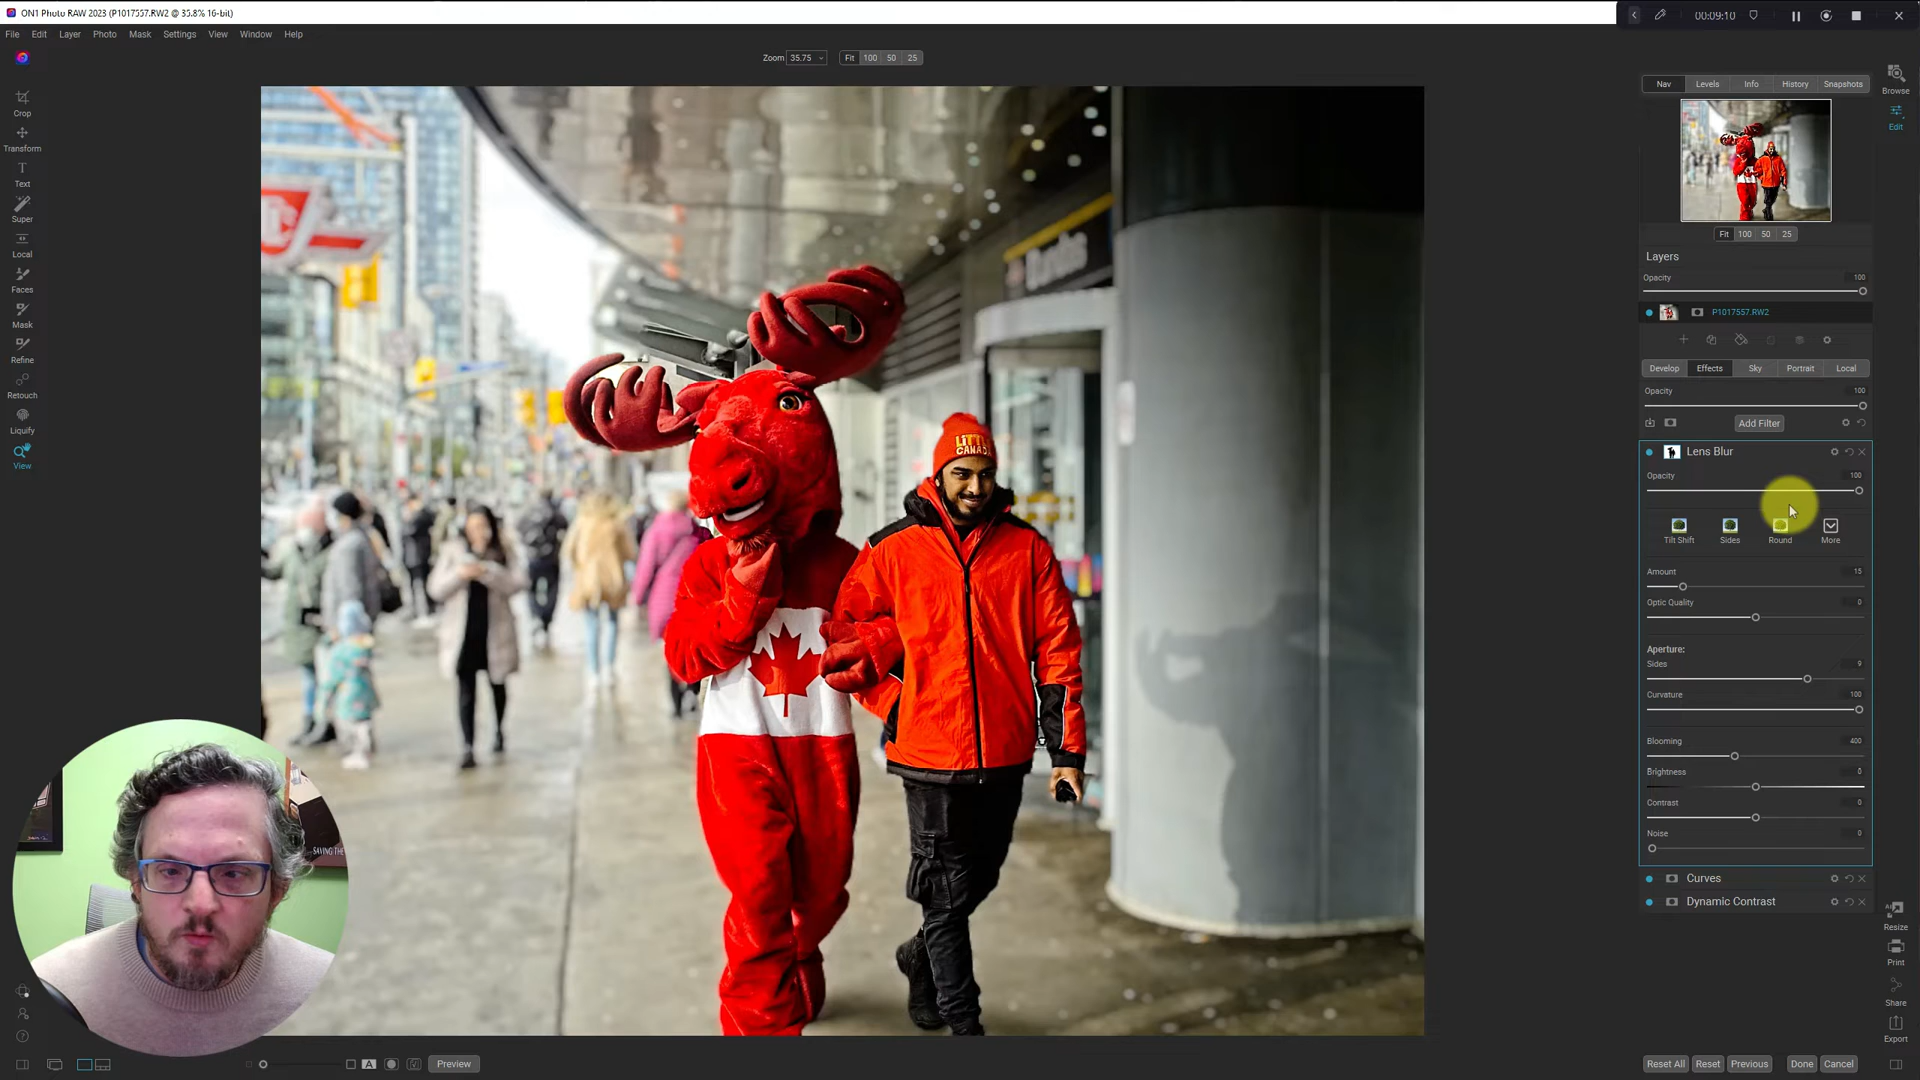 ON1 Photo RAW 2023 (P1017557.RW2 @ 35.8% 16-bit)
00:09:10
File Edit Layer Photo Mask Settings View Window Help
Zoom 35.75 Fit 100 50 25
Crop
Transform
Text
Super
Local
Faces
Mask
Refine
Retouch
Liquify
View
LiTTLE
CANADA
SAVING THE
Preview
Nav Levels Info History Snapshots
Browse
Edit
Fit 100 50 25
Layers
Opacity 100
P1017557.RW2
Develop Effects Sky Portrait Local
Opacity 100
Add Filter
Lens Blur
Opacity 100
Tilt Shift Sides Round More
Amount 15
Optic Quality 0
Aperture:
Sides 9
Curvature 100
Blooming 400
Brightness 0
Contrast 0
Noise 0
Curves
Dynamic Contrast
Resize
Print
Share
Export
Reset All Reset Previous Done Cancel